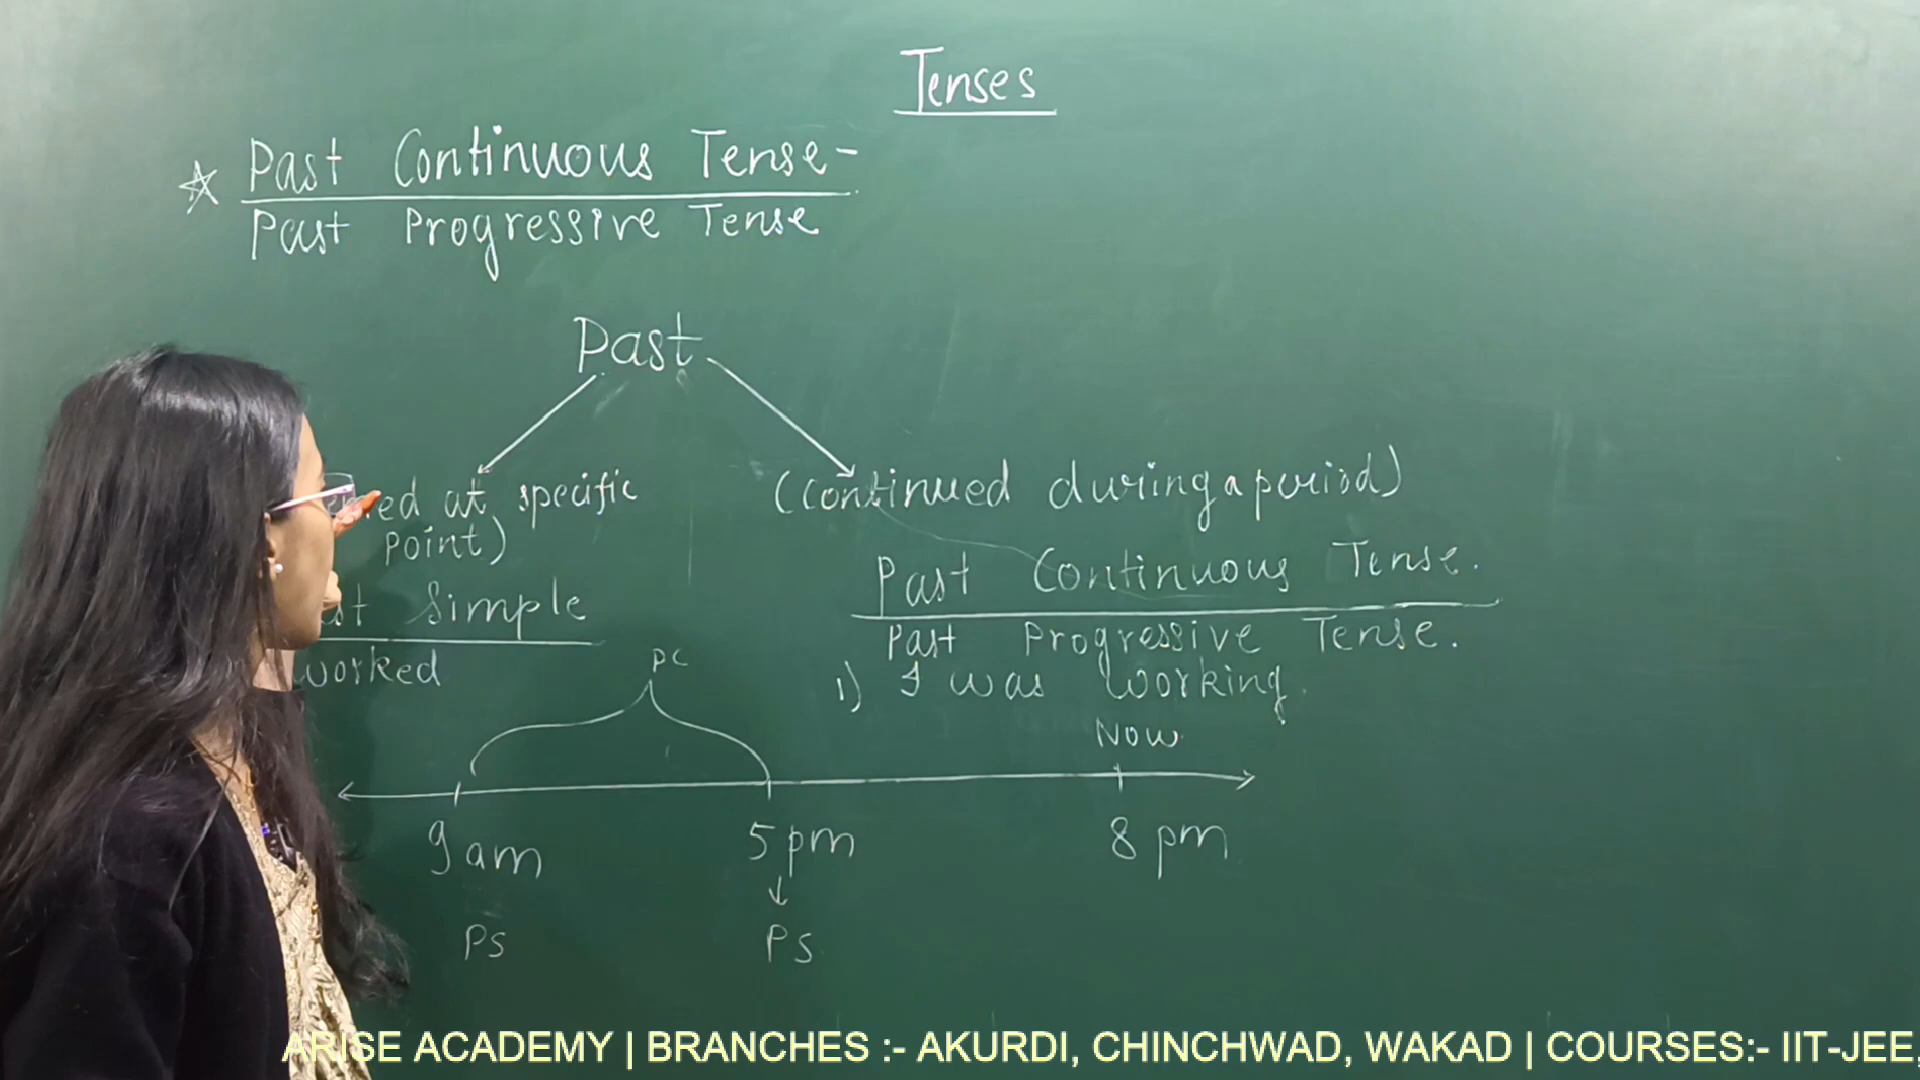 Tenses
Past Continuous Tense-
Past Progressive Tense
Past
at specific
point)
(continued during a period)
Simple
Past Continuous Tense.
Past Progressive Tense.
worked
PC
1) I was working.
Now
9 am
5 pm
8 pm
PS
PS
ARISE ACADEMY | BRANCHES :- AKURDI, CHINCHWAD, WAKAD | COURSES:- IIT-JEE,